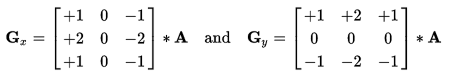 G_x = [+1 0 −1; +2 0 −2; +1 0 −1] * A and G_y = [+1 +2 +1; 0 0 0; −1 −2 −1] * A